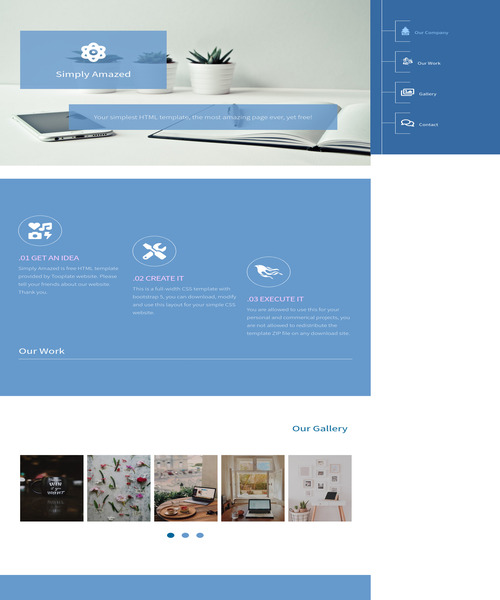 Simply Amazed
Your simplest HTML template, the most amazing page ever, yet free!
Our Company
Our Work
Gallery
Contact
.01 GET AN IDEA
Simply Amazed is free HTML template
provided by Tooplate website. Please
tell your friends about our website.
Thank you.
.02 CREATE IT
This is a full-width CSS template with
bootstrap 5, you can download, modify
and use this layout for your simple CSS
website.
.03 EXECUTE IT
You are allowed to use this for your
personal and commerical projects, you
are not allowed to redistribute the
template ZIP file on any download site.
Our Work
Our Gallery